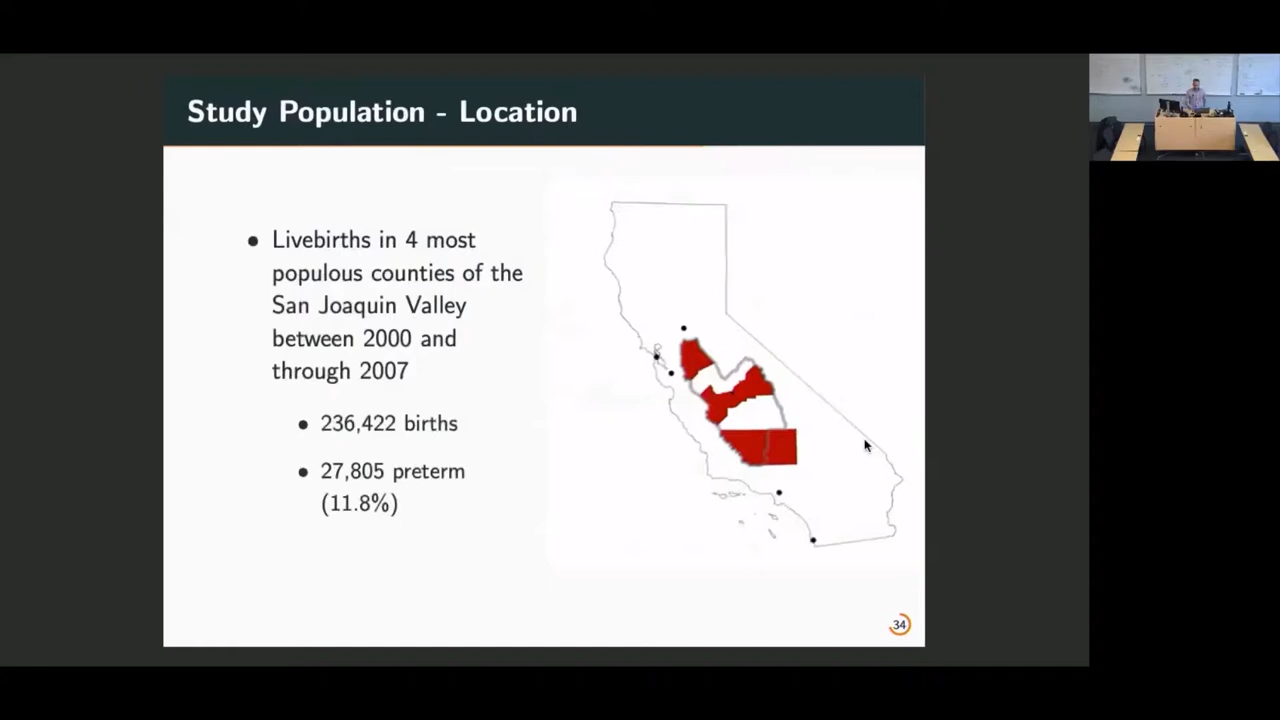 Study Population - Location
● Livebirths in 4 most
populous counties of the
San Joaquin Valley
between 2000 and
through 2007
● 236,422 births
● 27,805 preterm
(11.8%)
34